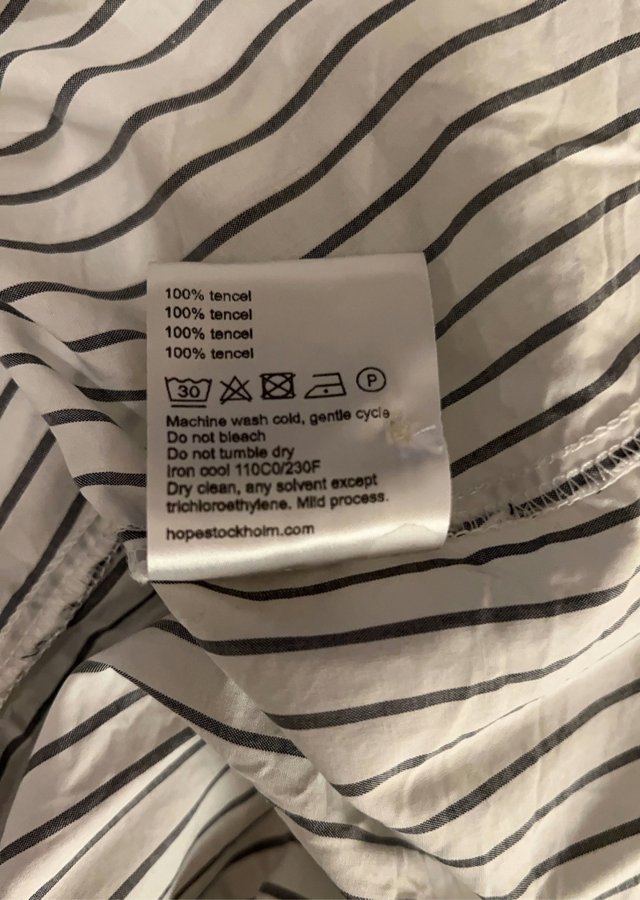 100% tencel
100% tencel
100% tencel
100% tencel
30 P
Machine wash cold, gentle cycle
Do not bleach
Do not tumble dry
Iron cool 110C0/230F
Dry clean, any solvent except
trichloroethylene. Mild process.
hopestockholm.com